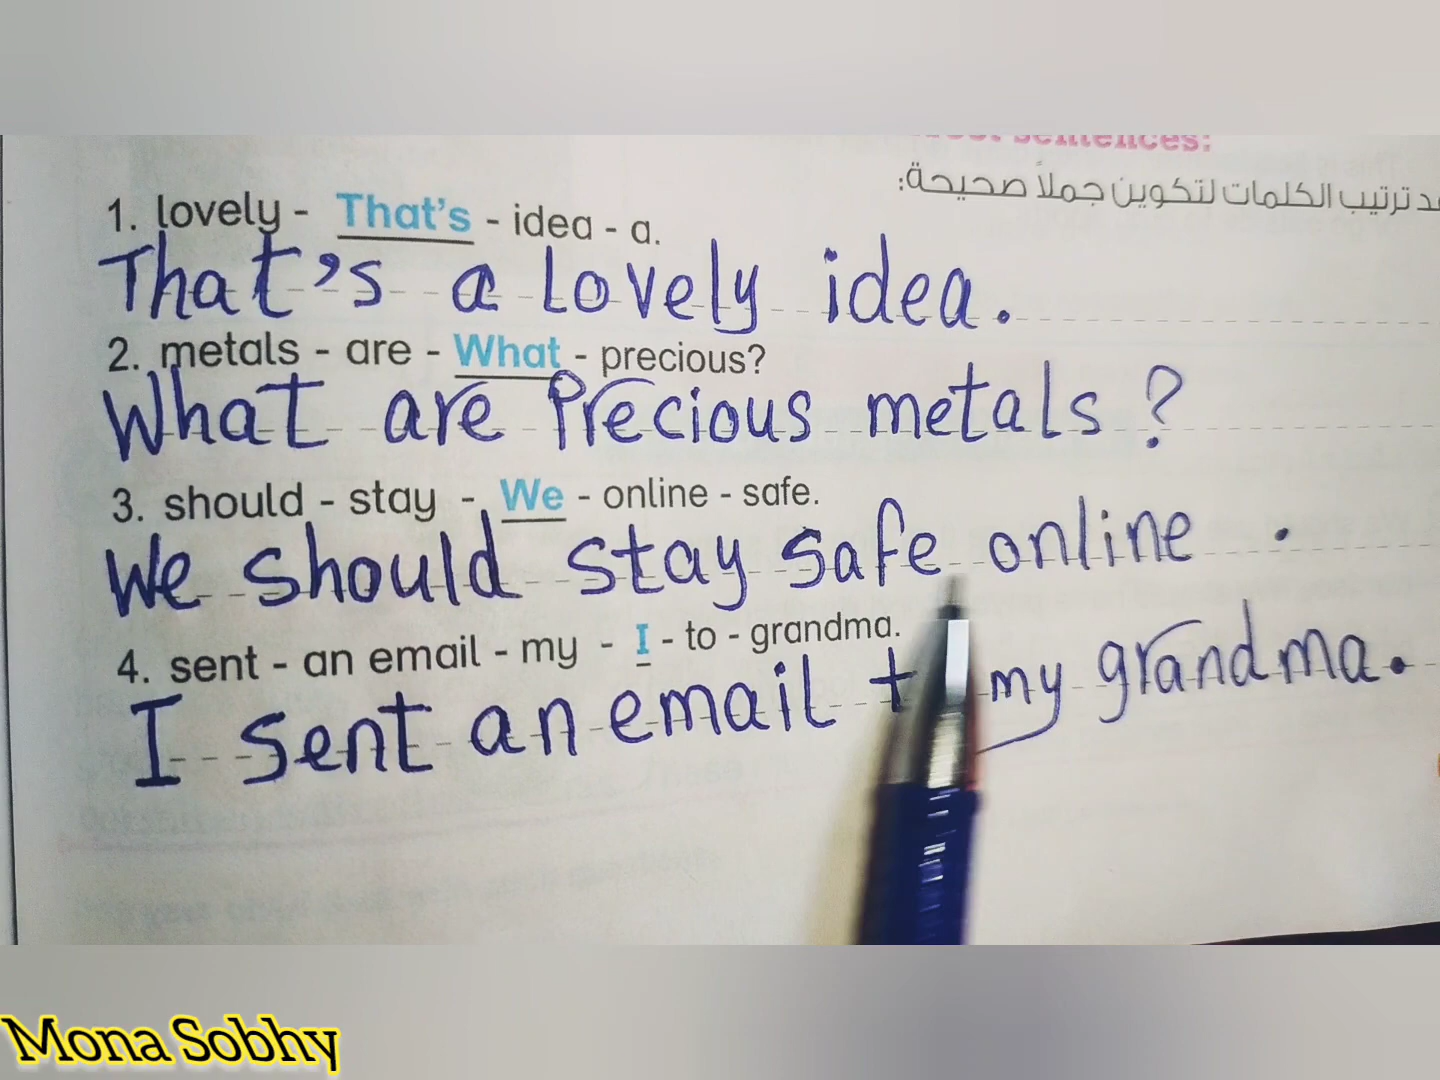 sentences:
ترتيب الكلمات لتكوين جملاً صحيحة:
1. lovely - That's - idea - a.
That's a lovely idea.
2. metals - are - What - precious?
What are Precious metals?
3. should - stay - We - online - safe.
We should stay safe online.
4. sent - an email - my - I - to - grandma.
I sent an email t my grandma.
Mona Sobhy